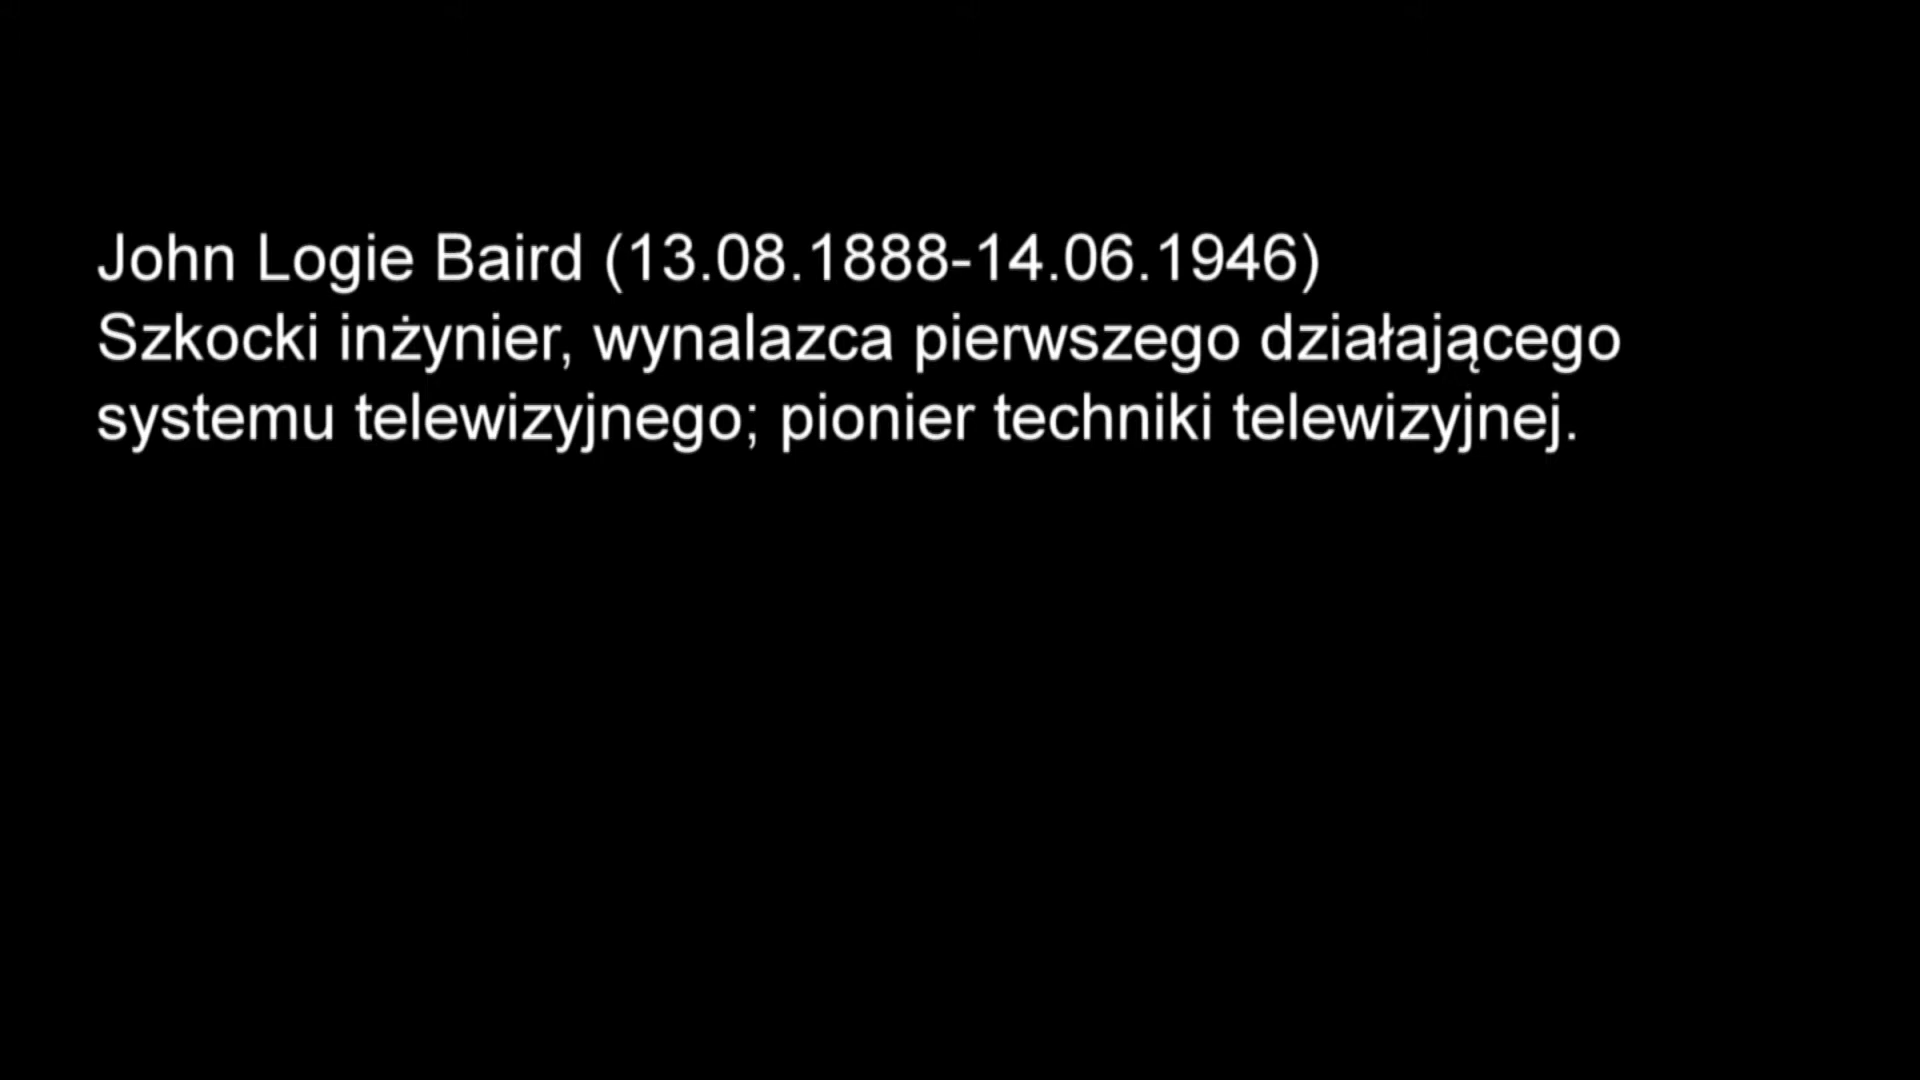 John Logie Baird (13.08.1888-14.06.1946)
Szkocki inżynier, wynalazca pierwszego działającego
systemu telewizyjnego; pionier techniki telewizyjnej.